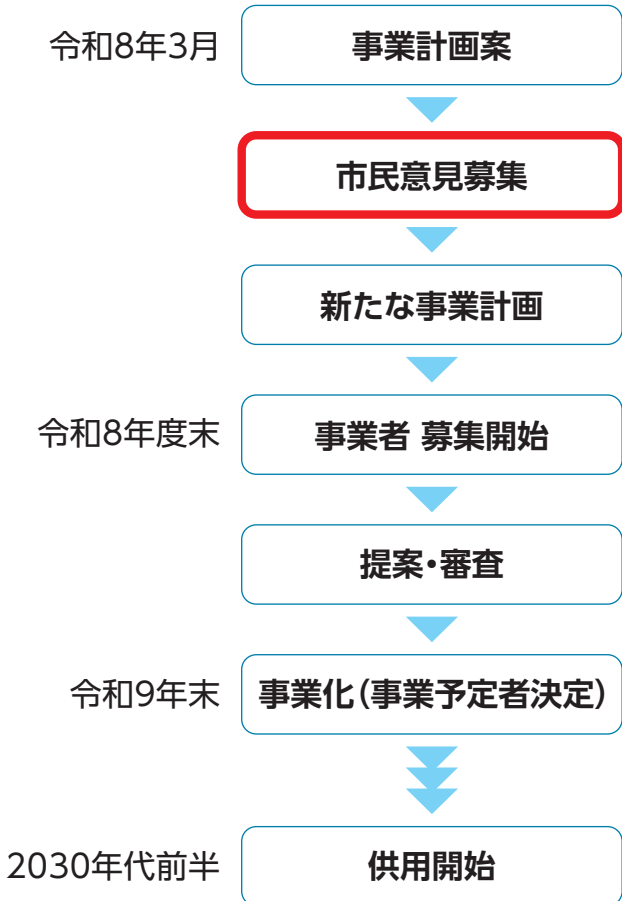 令和8年3月 事業計画案
市民意見募集
新たな事業計画
令和8年度末 事業者 募集開始
提案・審査
令和9年末 事業化(事業予定者決定)
2030年代前半 供用開始